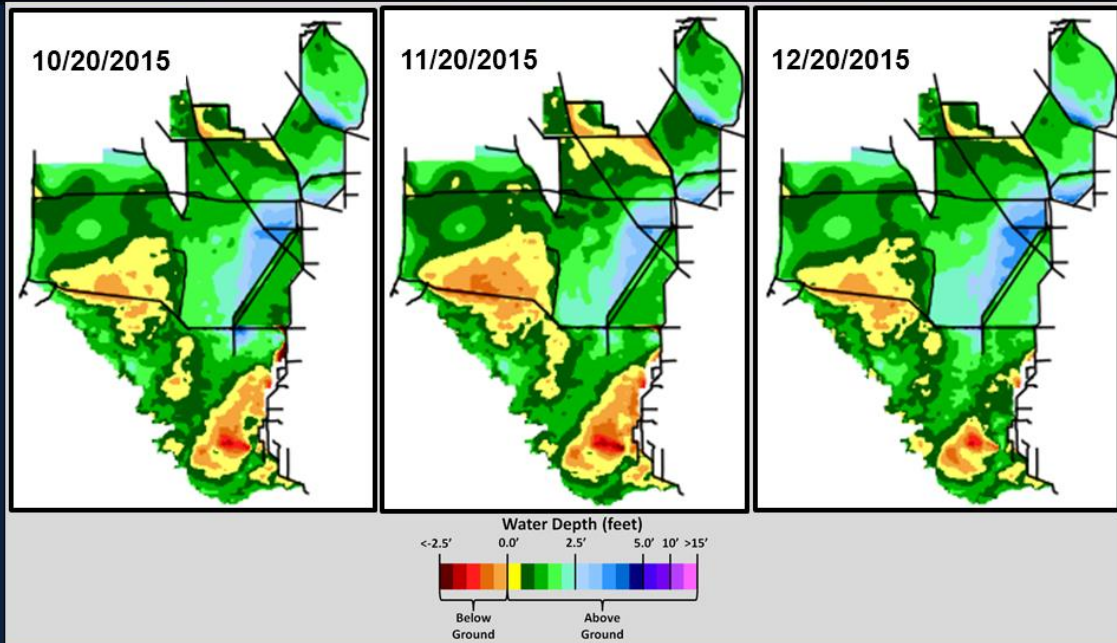 10/20/2015
11/20/2015
12/20/2015
Water Depth (feet)
<-2.5' 0.0' 2.5' 5.0' 10' >15'
Below Ground
Above Ground